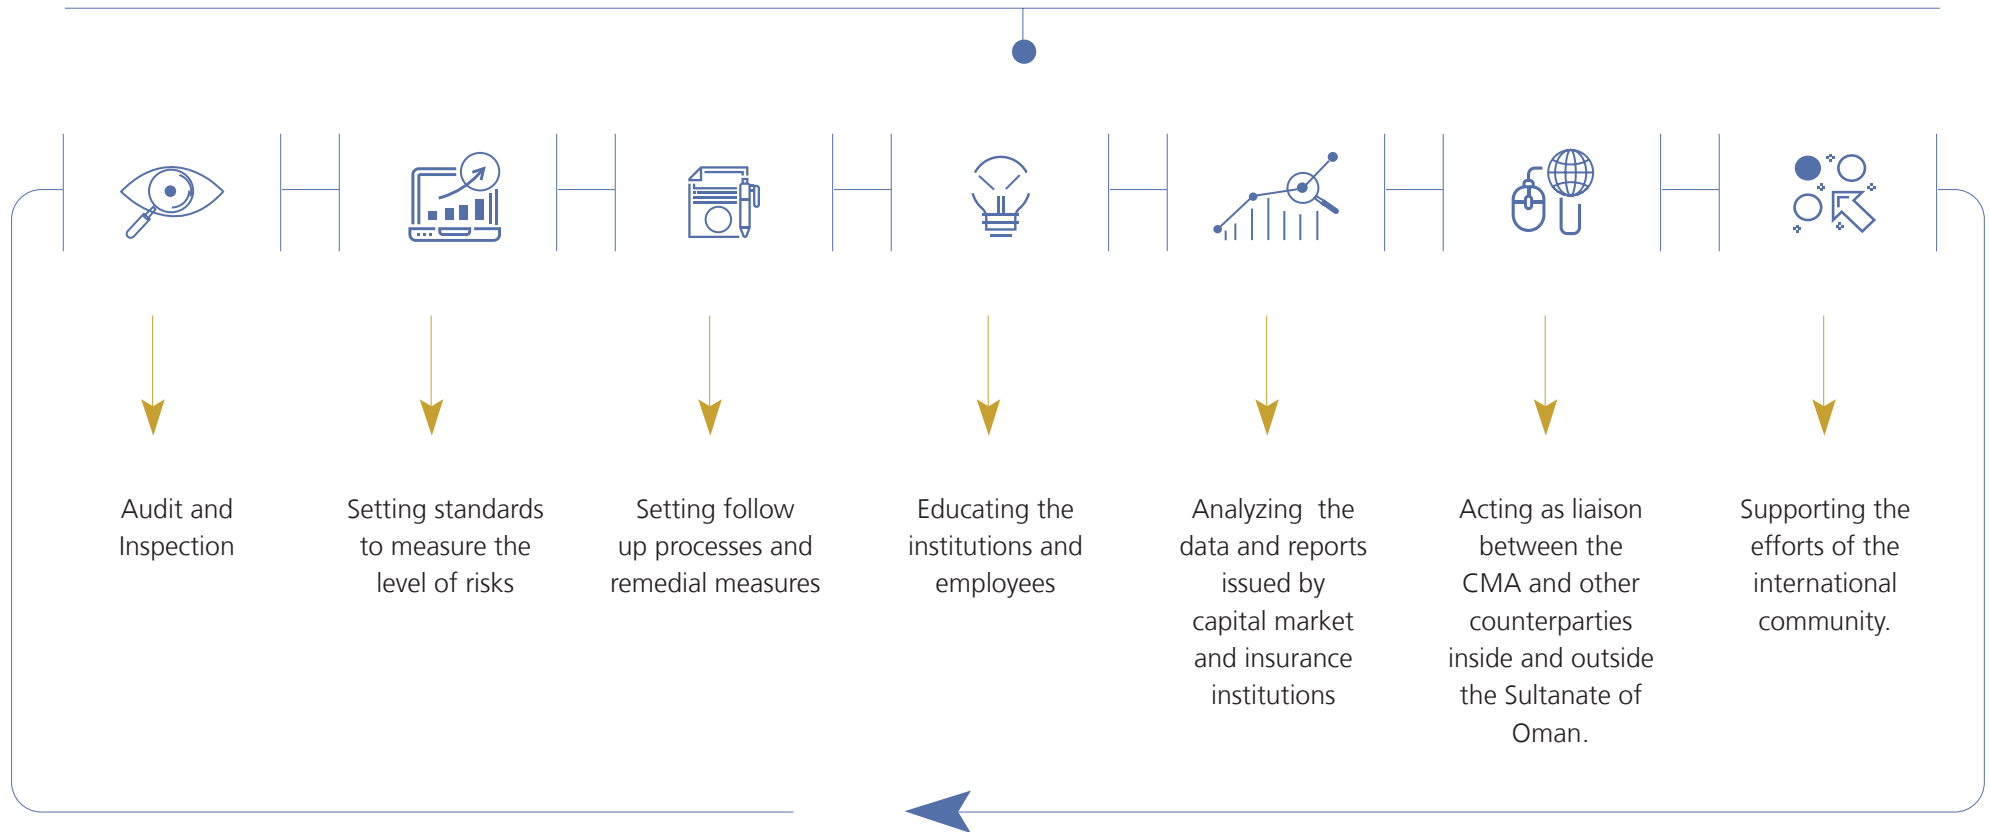 Audit and
Inspection
Setting standards
to measure the
level of risks
Setting follow
up processes and
remedial measures
Educating the
institutions and
employees
Analyzing  the
data and reports
issued by
capital market
and insurance
institutions
Acting as liaison
between the
CMA and other
counterparties
inside and outside
the Sultanate of
Oman.
Supporting the
efforts of the
international
community.